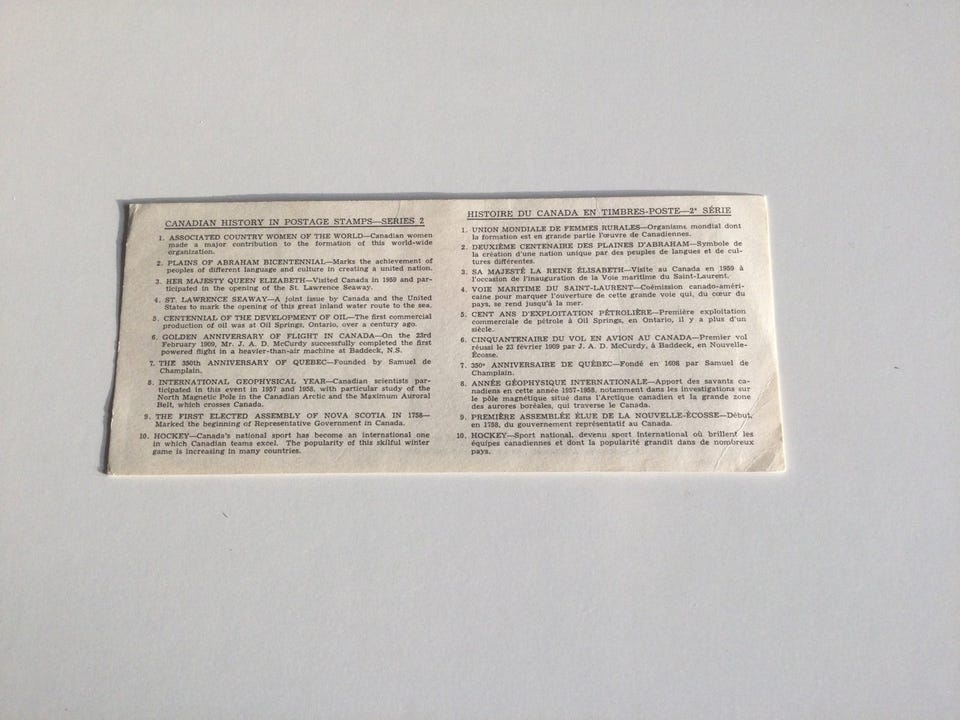 CANADIAN HISTORY IN POSTAGE STAMPS—SERIES 2
1. ASSOCIATED COUNTRY WOMEN OF THE WORLD—Canadian women
made a major contribution to the formation of this world-wide
organization.
2. PLAINS OF ABRAHAM BICENTENNIAL—Marks the achievement of
peoples of different language and culture in creating a united nation.
3. HER MAJESTY QUEEN ELIZABETH—Visited Canada in 1959 and par-
ticipated in the opening of the St. Lawrence Seaway.
4. ST. LAWRENCE SEAWAY—A joint issue by Canada and the United
States to mark the opening of this great inland water route to the sea.
5. CENTENNIAL OF THE DEVELOPMENT OF OIL—The first commercial
production of oil was at Oil Springs, Ontario, over a century ago.
6. GOLDEN ANNIVERSARY OF FLIGHT IN CANADA—On the 23rd
February 1909, Mr. J. A. D. McCurdy successfully completed the first
powered flight in a heavier-than-air machine at Baddeck, N.S.
7. THE 350th ANNIVERSARY OF QUEBEC—Founded by Samuel de
Champlain.
8. INTERNATIONAL GEOPHYSICAL YEAR—Canadian scientists par-
ticipated in this event in 1957 and 1958, with particular study of the
North Magnetic Pole in the Canadian Arctic and the Maximum Auroral
Belt, which crosses Canada.
9. THE FIRST ELECTED ASSEMBLY OF NOVA SCOTIA IN 1758—
Marked the beginning of Representative Government in Canada.
10. HOCKEY—Canada's national sport has become an international one
in which Canadian teams excel. The popularity of this skilful winter
game is increasing in many countries.
HISTOIRE DU CANADA EN TIMBRES-POSTE—2e SÉRIE
1. UNION MONDIALE DE FEMMES RURALES—Organisme mondial dont
la formation est en grande partie l'œuvre de Canadiennes.
2. DEUXIÈME CENTENAIRE DES PLAINES D'ABRAHAM—Symbole de
la création d'une nation unique par des peuples de langues et de cul-
tures différentes.
3. SA MAJESTÉ LA REINE ÉLISABETH—Visite au Canada en 1959 à
l'occasion de l'inauguration de la Voie maritime du Saint-Laurent.
4. VOIE MARITIME DU SAINT-LAURENT—Coémission canado-améri-
caine pour marquer l'ouverture de cette grande voie qui, du cœur du
pays, se rend jusqu'à la mer.
5. CENT ANS D'EXPLOITATION PÉTROLIÈRE—Première exploitation
commerciale de pétrole à Oil Springs, en Ontario, il y a plus d'un
siècle.
6. CINQUANTENAIRE DU VOL EN AVION AU CANADA—Premier vol
réussi le 23 février 1909 par J. A. D. McCurdy, à Baddeck, en Nouvelle-
Écosse.
7. 350e ANNIVERSAIRE DE QUÉBEC—Fondé en 1608 par Samuel de
Champlain.
8. ANNÉE GÉOPHYSIQUE INTERNATIONALE—Apport des savants ca-
nadiens en cette année 1957-1958, notamment dans les investigations sur
le pôle magnétique situé dans l'Arctique canadien et la grande zone
des aurores boréales, qui traverse le Canada.
9. PREMIÈRE ASSEMBLÉE ÉLUE DE LA NOUVELLE-ÉCOSSE—Début,
en 1758, du gouvernement représentatif au Canada.
10. HOCKEY—Sport national, devenu sport international où brillent les
équipes canadiennes et dont la popularité grandit dans de nombreux
pays.